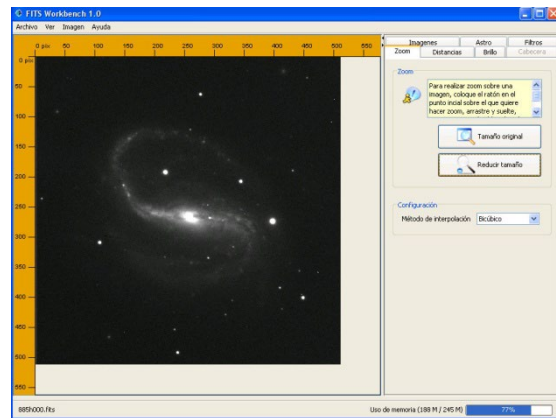 FITS Workbench 1.0
Archivo Ver Imagen Ayuda
0 pixi 50 100 150 200 250 300 350 400 450 500 550
0 pixi
50
100
150
200
250
300
350
400
450
500
550
Imagenes Astro Filtros
Zoom Distancias Brillo Cabecera
Zoom
Para realizar zoom sobre una
imagen, coloque el ratón en el
punto incial sobre el que quiere
hacer zoom, arrastre y suelte,
Tamaño original
Reducir tamaño
Configuración
Método de interpolación Bicúbico
885h000.fits
Uso de memoria (189 M / 245 M) 77%